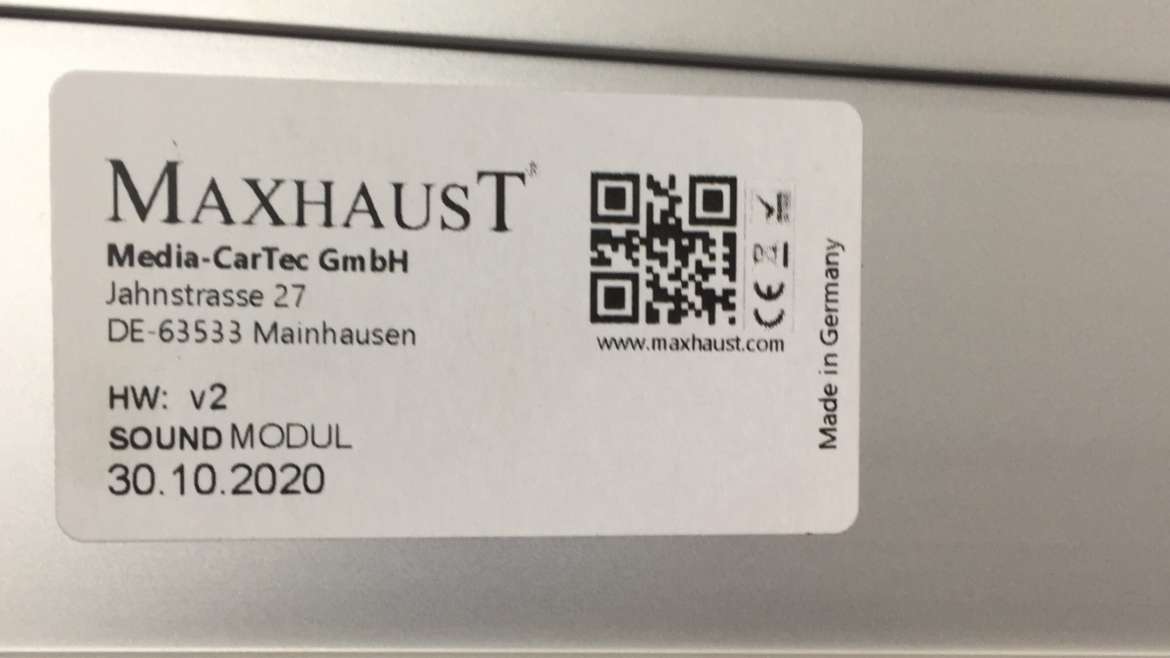 MAXHAUST®
Media-CarTec GmbH
Jahnstrasse 27
DE-63533 Mainhausen
HW: v2
SOUND MODUL
30.10.2020
CE
www.maxhaust.com
Made in Germany